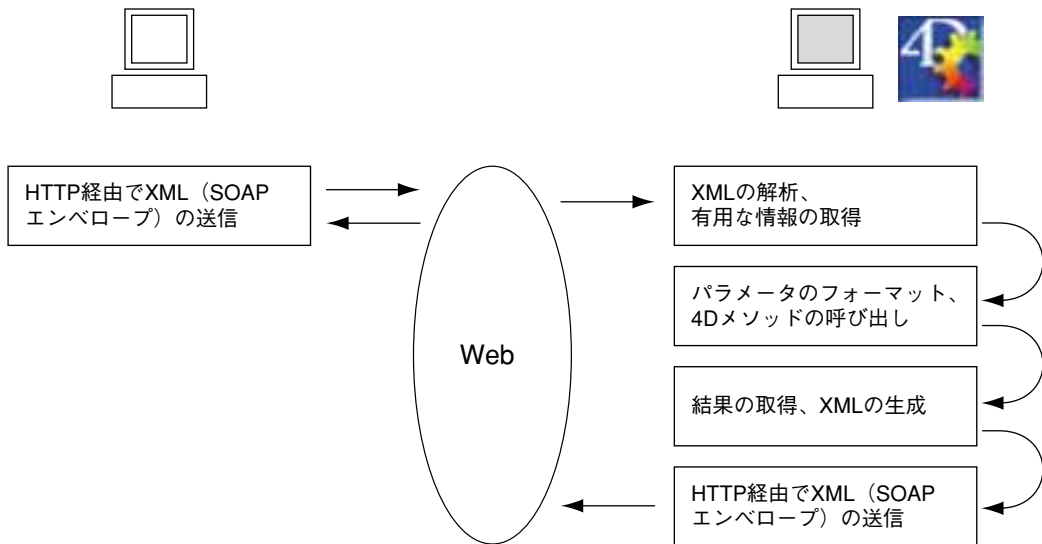 4D
HTTP経由でXML（SOAP
エンベロープ）の送信
Web
XMLの解析、
有用な情報の取得
パラメータのフォーマット、
4Dメソッドの呼び出し
結果の取得、XMLの生成
HTTP経由でXML（SOAP
エンベロープ）の送信